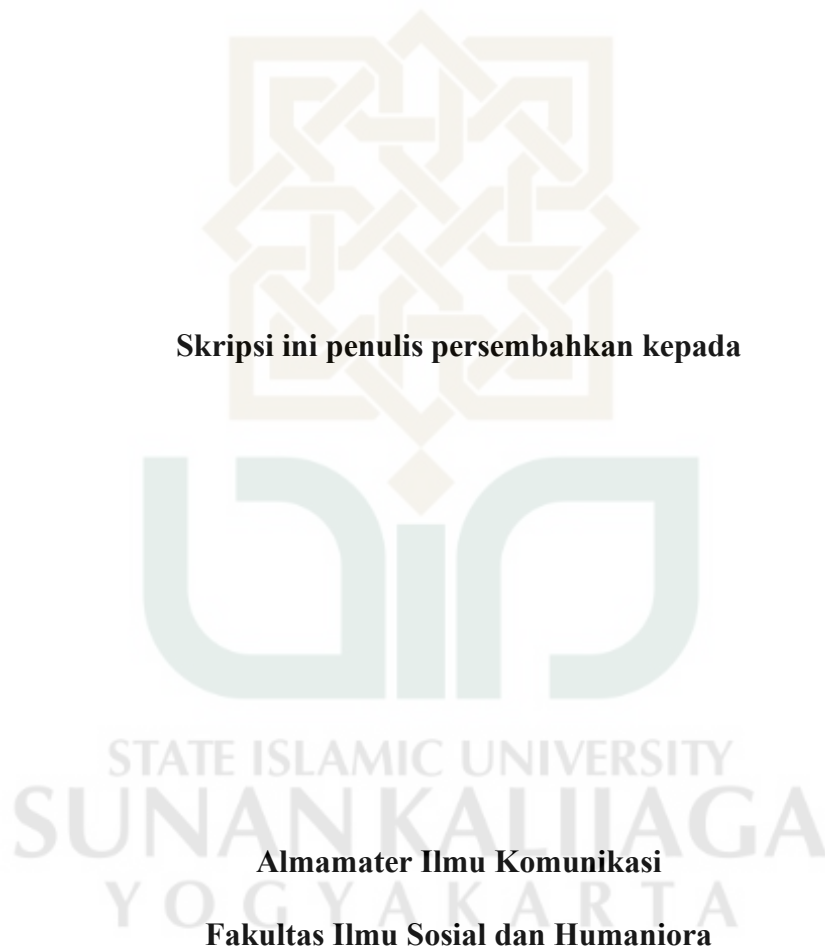 Skripsi ini penulis persembahkan kepada
STATE ISLAMIC UNIVERSITY
SUNAN KALIJAGA
Almamater Ilmu Komunikasi
YOGYAKARTA
Fakultas Ilmu Sosial dan Humaniora